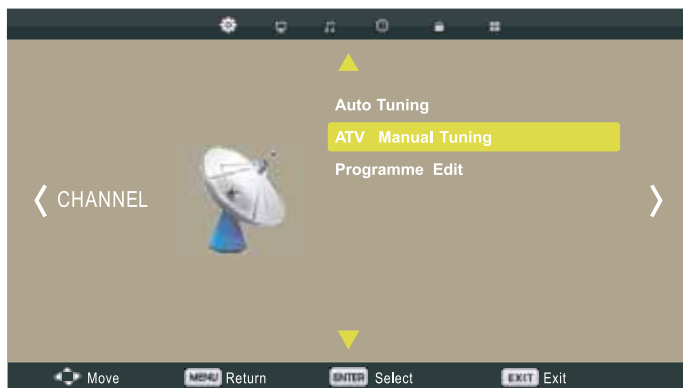 Auto Tuning
ATV Manual Tuning
Programme Edit
CHANNEL
Move MENU Return ENTER Select EXIT Exit